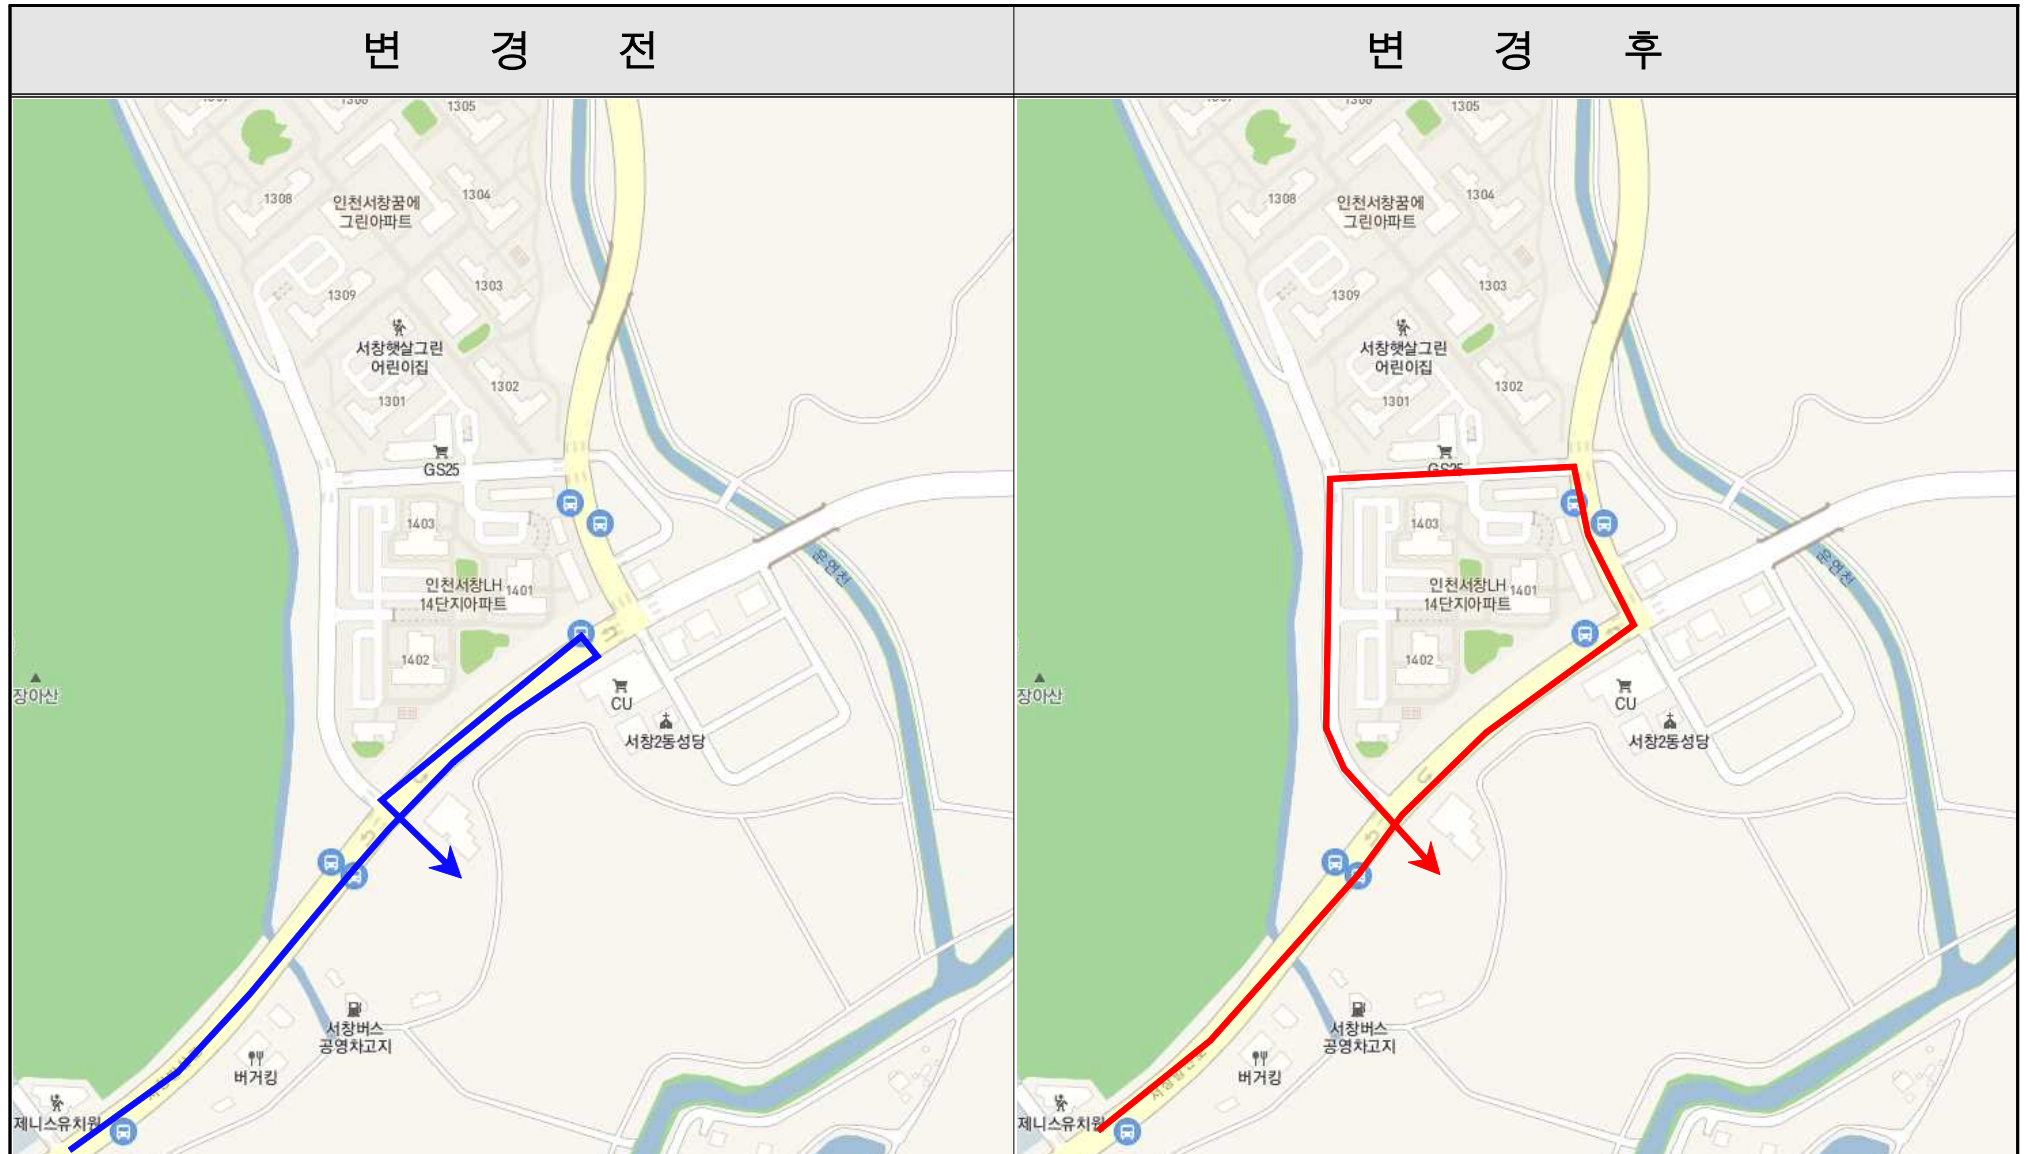 변 경 전
변 경 후
1305
1308
인천서창꿈에
그린아파트
1304
1309
1303
서창햇살그린
어린이집
1302
1301
GS25
1403
인천서창LH
14단지아파트
1401
1402
운연천
CU
서창2동성당
장아산
서창버스
공영차고지
버거킹
제니스유치원
1305
1308
인천서창꿈에
그린아파트
1304
1309
1303
서창햇살그린
어린이집
1302
1301
GS25
1403
인천서창LH
14단지아파트
1401
1402
운연천
CU
서창2동성당
장아산
서창버스
공영차고지
버거킹
제니스유치원